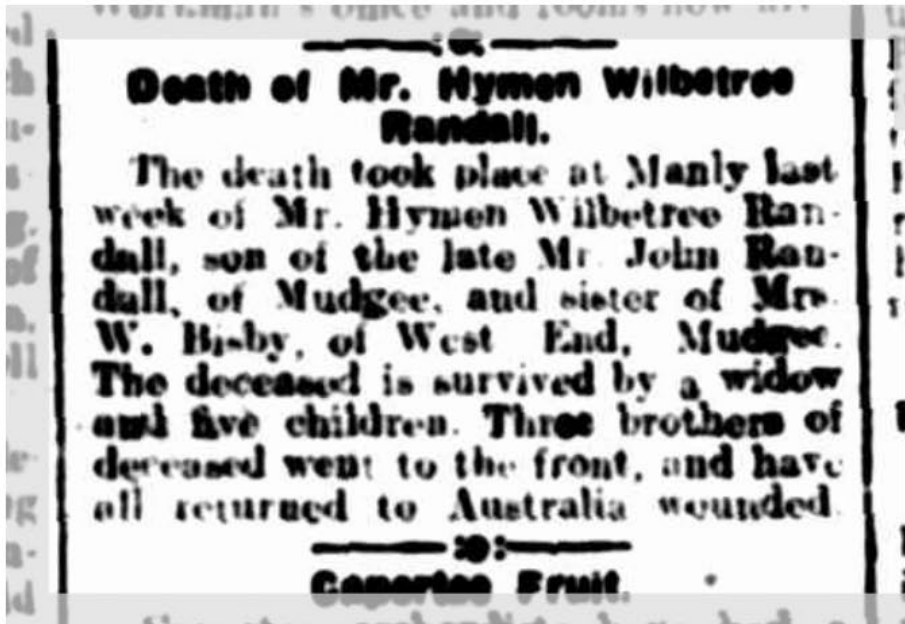 Death of Mr. Hymen Wilbetree
Randall.
The death took place at Manly last
week of Mr. Hymen Wilbetree Ran-
dall, son of the late Mr. John Ran-
dall, of Mudgee, and sister of Mrs.
W. Bisby, of West End, Mudgee.
The deceased is survived by a widow
and five children. Three brothers of
deceased went to the front, and have
all returned to Australia wounded.
Capertee Fruit.